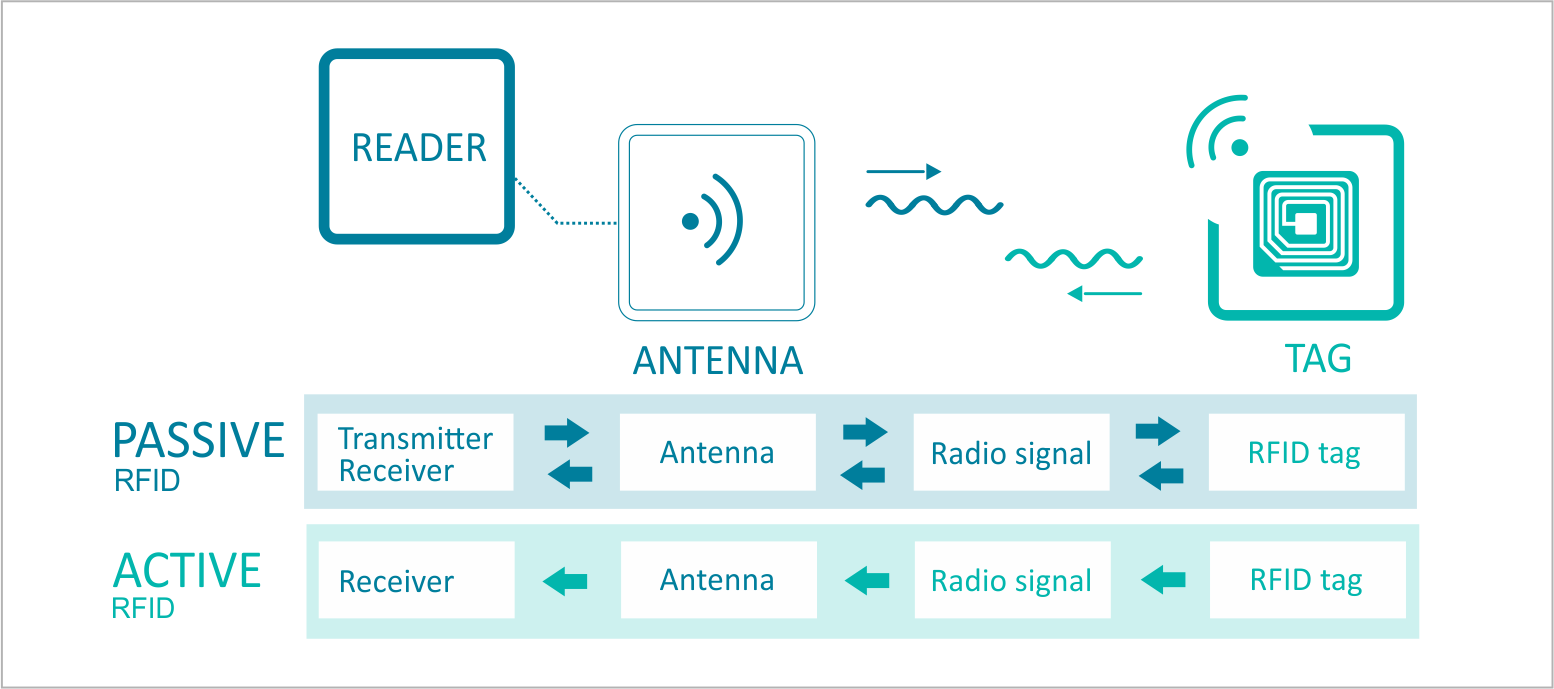 READER
ANTENNA
TAG
PASSIVE
RFID
Transmitter
Receiver
Antenna
Radio signal
RFID tag
ACTIVE
RFID
Receiver
Antenna
Radio signal
RFID tag